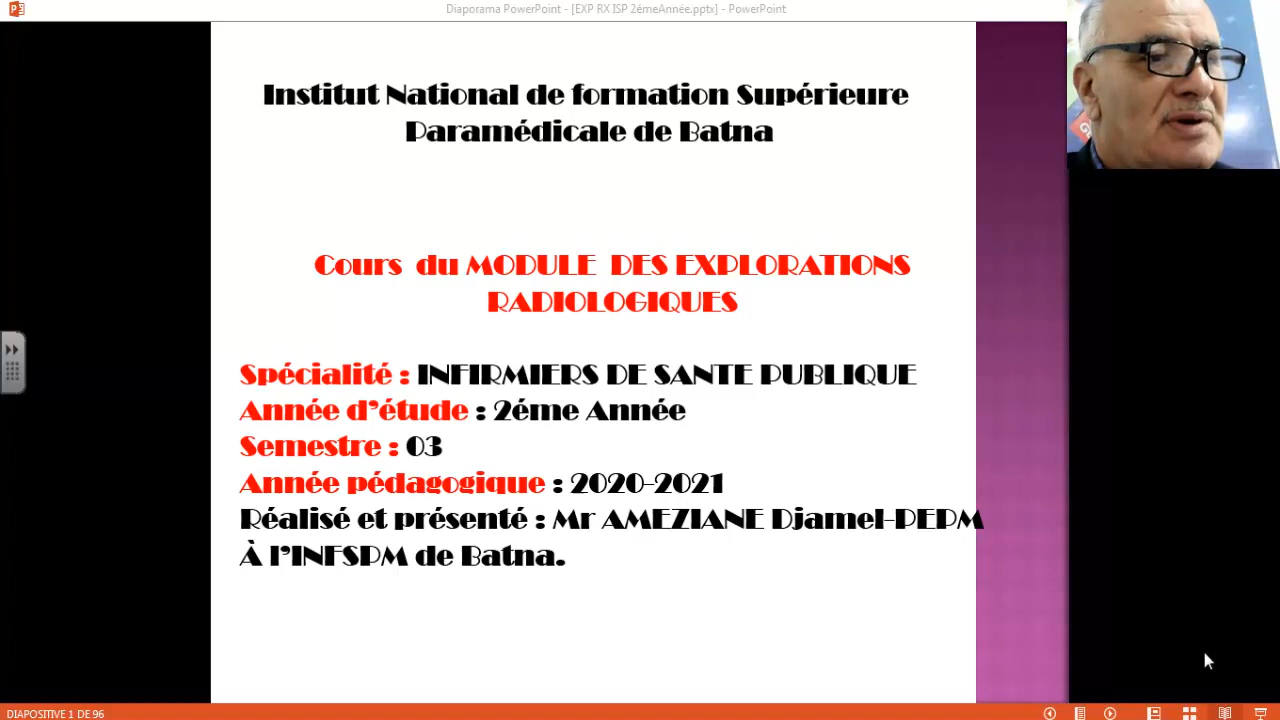 Diaporama PowerPoint - [EXP RX ISP 2émeAnnée.pptx] - PowerPoint
Institut National de formation Supérieure
Paramédicale de Batna
Cours du MODULE DES EXPLORATIONS
RADIOLOGIQUES
Spécialité : INFIRMIERS DE SANTE PUBLIQUE
Année d'étude : 2éme Année
Semestre : 03
Année pédagogique : 2020-2021
Réalisé et présenté : Mr AMEZIANE Djamel-PEPM
À l'INFSPM de Batna.
DIAPOSITIVE 1 DE 96